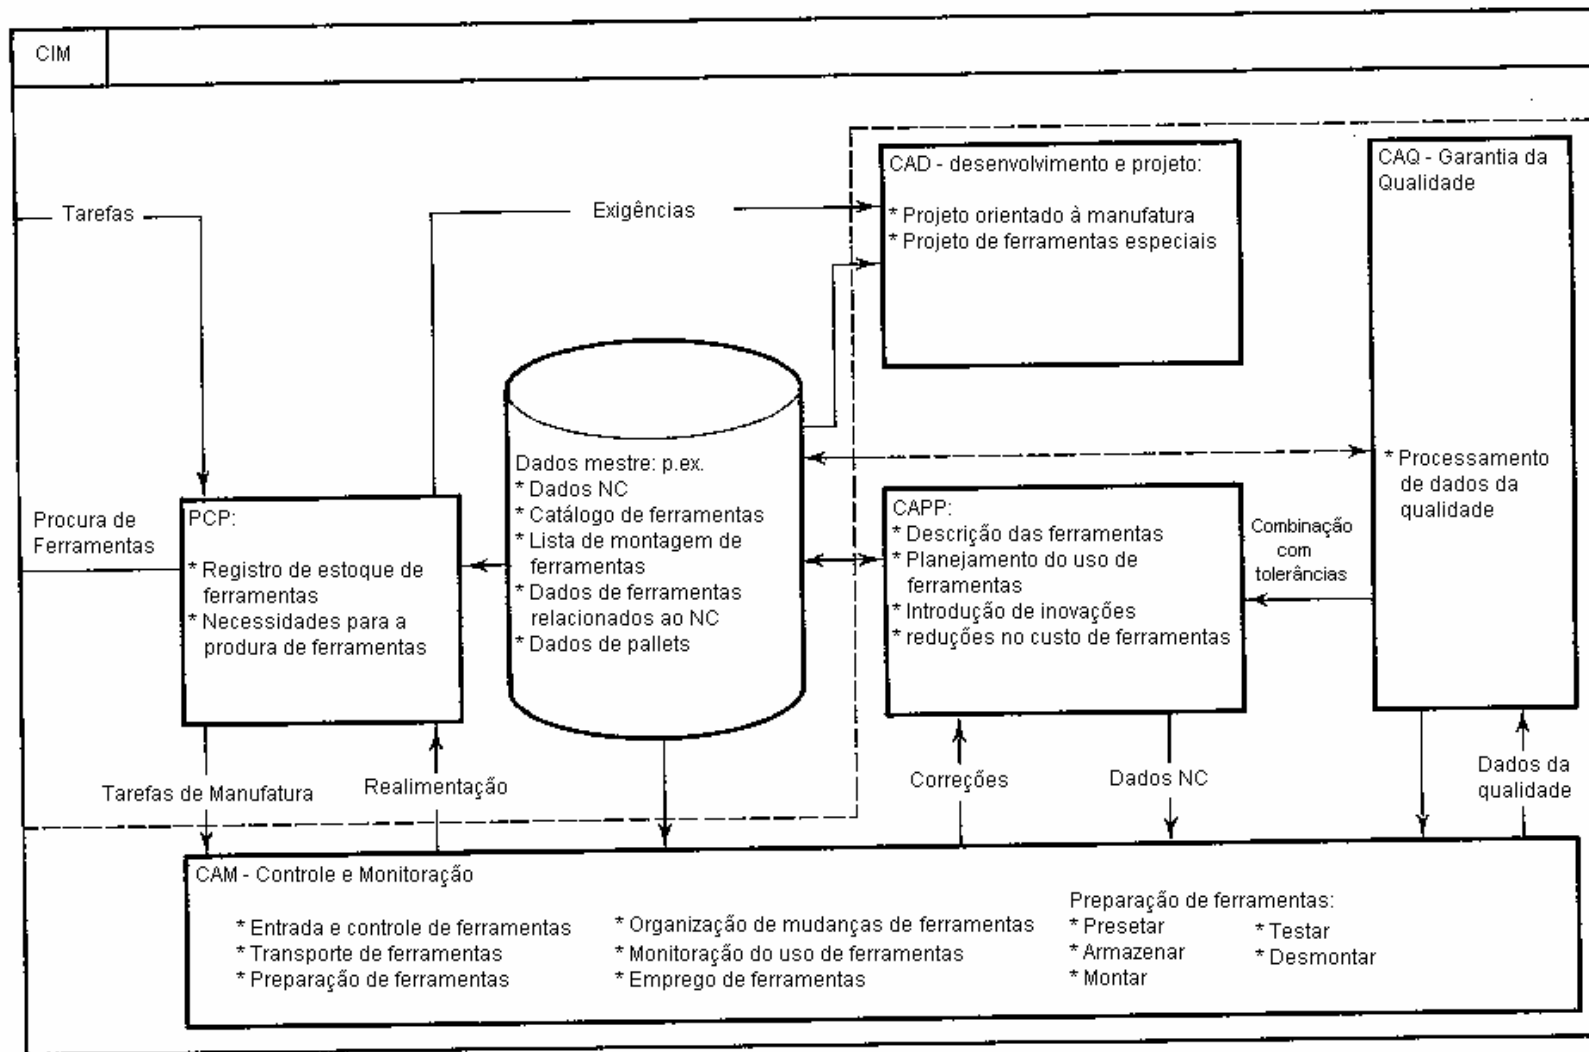 CIM
Tarefas
Exigências
CAD - desenvolvimento e projeto:
* Projeto orientado à manufatura
* Projeto de ferramentas especiais
CAQ - Garantia da
Qualidade
* Processamento
de dados da
qualidade
Procura de
Ferramentas
PCP:
* Registro de estoque de
ferramentas
* Necessidades para a
produra de ferramentas
Dados mestre: p.ex.
* Dados NC
* Catálogo de ferramentas
* Lista de montagem de
ferramentas
* Dados de ferramentas
relacionados ao NC
* Dados de pallets
CAPP:
* Descrição das ferramentas
* Planejamento do uso de
ferramentas
* Introdução de inovações
* reduções no custo de ferramentas
Combinação
com
tolerâncias
Tarefas de Manufatura
Realimentação
Correções
Dados NC
Dados da
qualidade
CAM - Controle e Monitoração
* Entrada e controle de ferramentas
* Transporte de ferramentas
* Preparação de ferramentas
* Organização de mudanças de ferramentas
* Monitoração do uso de ferramentas
* Emprego de ferramentas
Preparação de ferramentas:
* Presetar
* Armazenar
* Montar
* Testar
* Desmontar